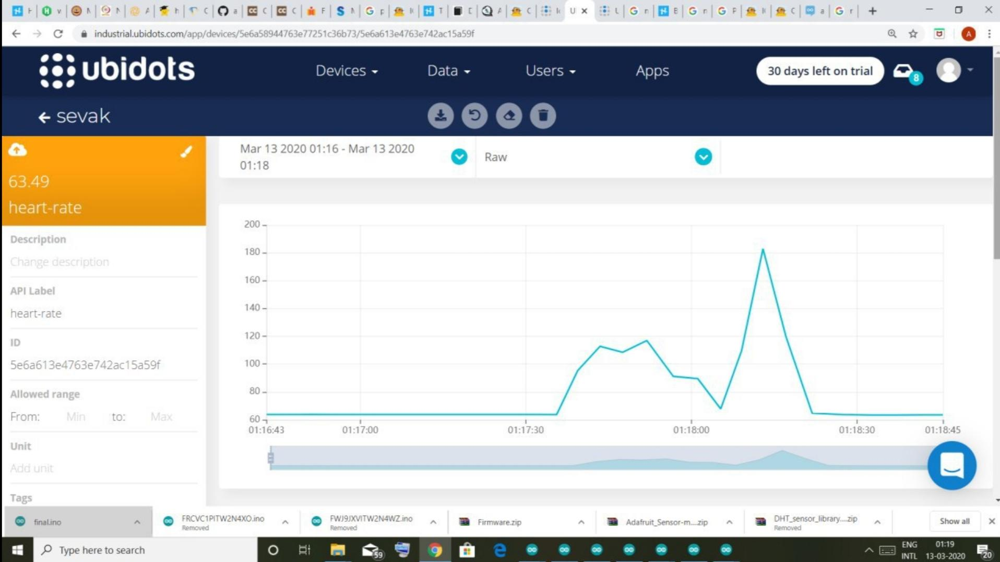 industrial.ubidots.com/app/devices/5e6a58944763e77251c36b73/5e6a613e4763e742ac15a59f
A
ubidots
Devices
Data
Users
Apps
30 days left on trial
8
sevak
Mar 13 2020 01:16 - Mar 13 2020
01:18
Raw
63.49
heart-rate
Description
Change description
API Label
heart-rate
ID
5e6a613e4763e742ac15a59f
Allowed range
From: Min to: Max
Unit
Add unit
Tags
200
180
160
140
120
100
80
60
01:16:43 01:17:00 01:17:30 01:18:00 01:18:30 01:18:45
final.ino
FRCVC1PITW2N4XO.ino
Removed
FWJ9JXVITW2N4WZ.ino
Removed
Firmware.zip
Adafruit_Sensor-m....zip
DHT_sensor_library....zip
Removed
Show all
Type here to search
59
ENG
INTL
01:19
13-03-2020
20